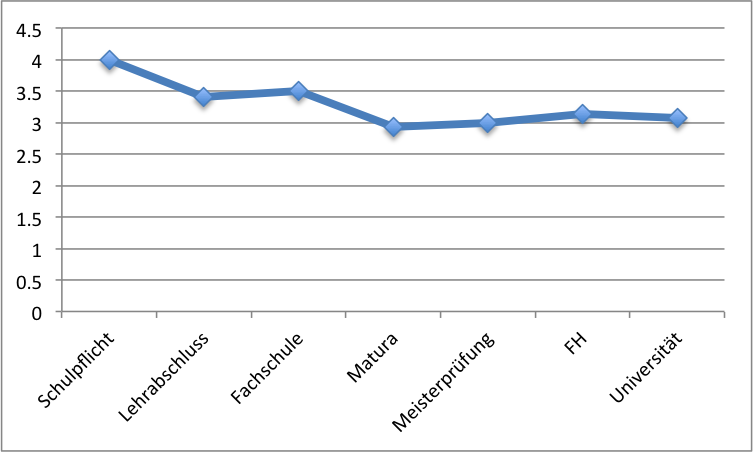 4.5
4
3.5
3
2.5
2
1.5
1
0.5
0
Schulpflicht
Lehrabschluss
Fachschule
Matura
Meisterprüfung
FH
Universität